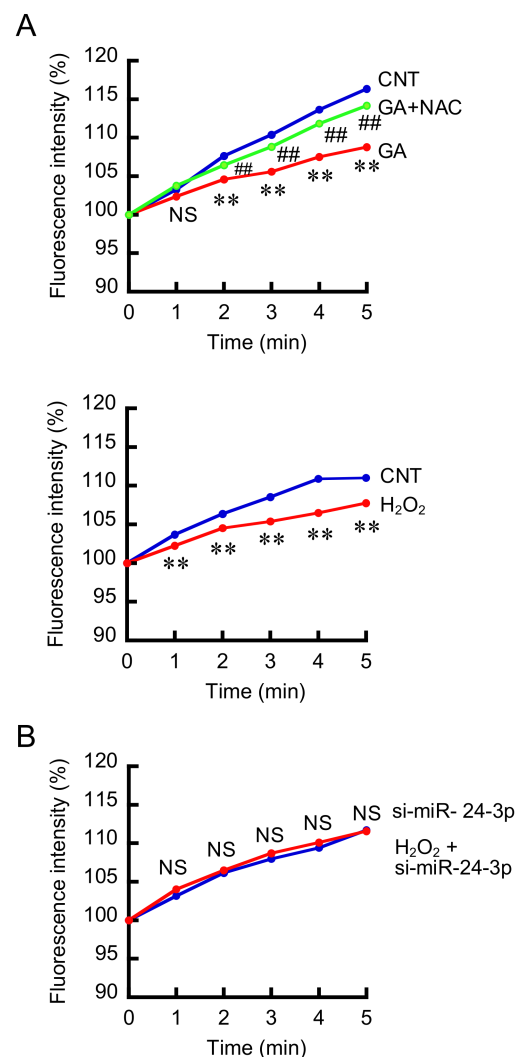 A
Fluorescence intensity (%)
120
115
110
105
100
95
90
CNT
GA+NAC
GA
## ## ## ##
NS ** ** ** **
0 1 2 3 4 5
Time (min)
Fluorescence intensity (%)
120
115
110
105
100
95
90
CNT
H₂O₂
** ** ** ** **
0 1 2 3 4 5
Time (min)
B
Fluorescence intensity (%)
120
115
110
105
100
95
90
NS NS NS NS NS
si-miR- 24-3p
H₂O₂ +
si-miR-24-3p
0 1 2 3 4 5
Time (min)